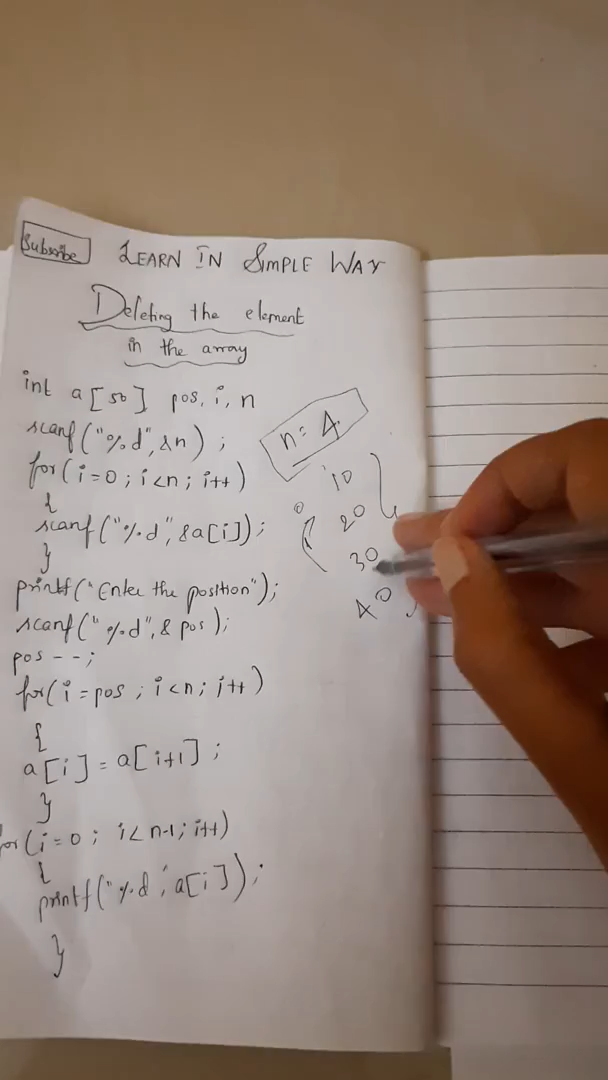 Subscribe
LEARN IN SIMPLE WAY
Deleting the element
in the array
int a[50] pos, i, n
scanf("%d", &n);
for(i=0; i<n; i++)
{
scanf("%d", &a[i]);
}
printf("Enter the position");
scanf("%d", & pos);
pos--;
for(i=pos; i<n; i++)
{
a[i] = a[i+1];
}
for(i=0; i<n-1; i++)
{
printf("%d", a[i]);
}
n=4
10
0
20
30
40